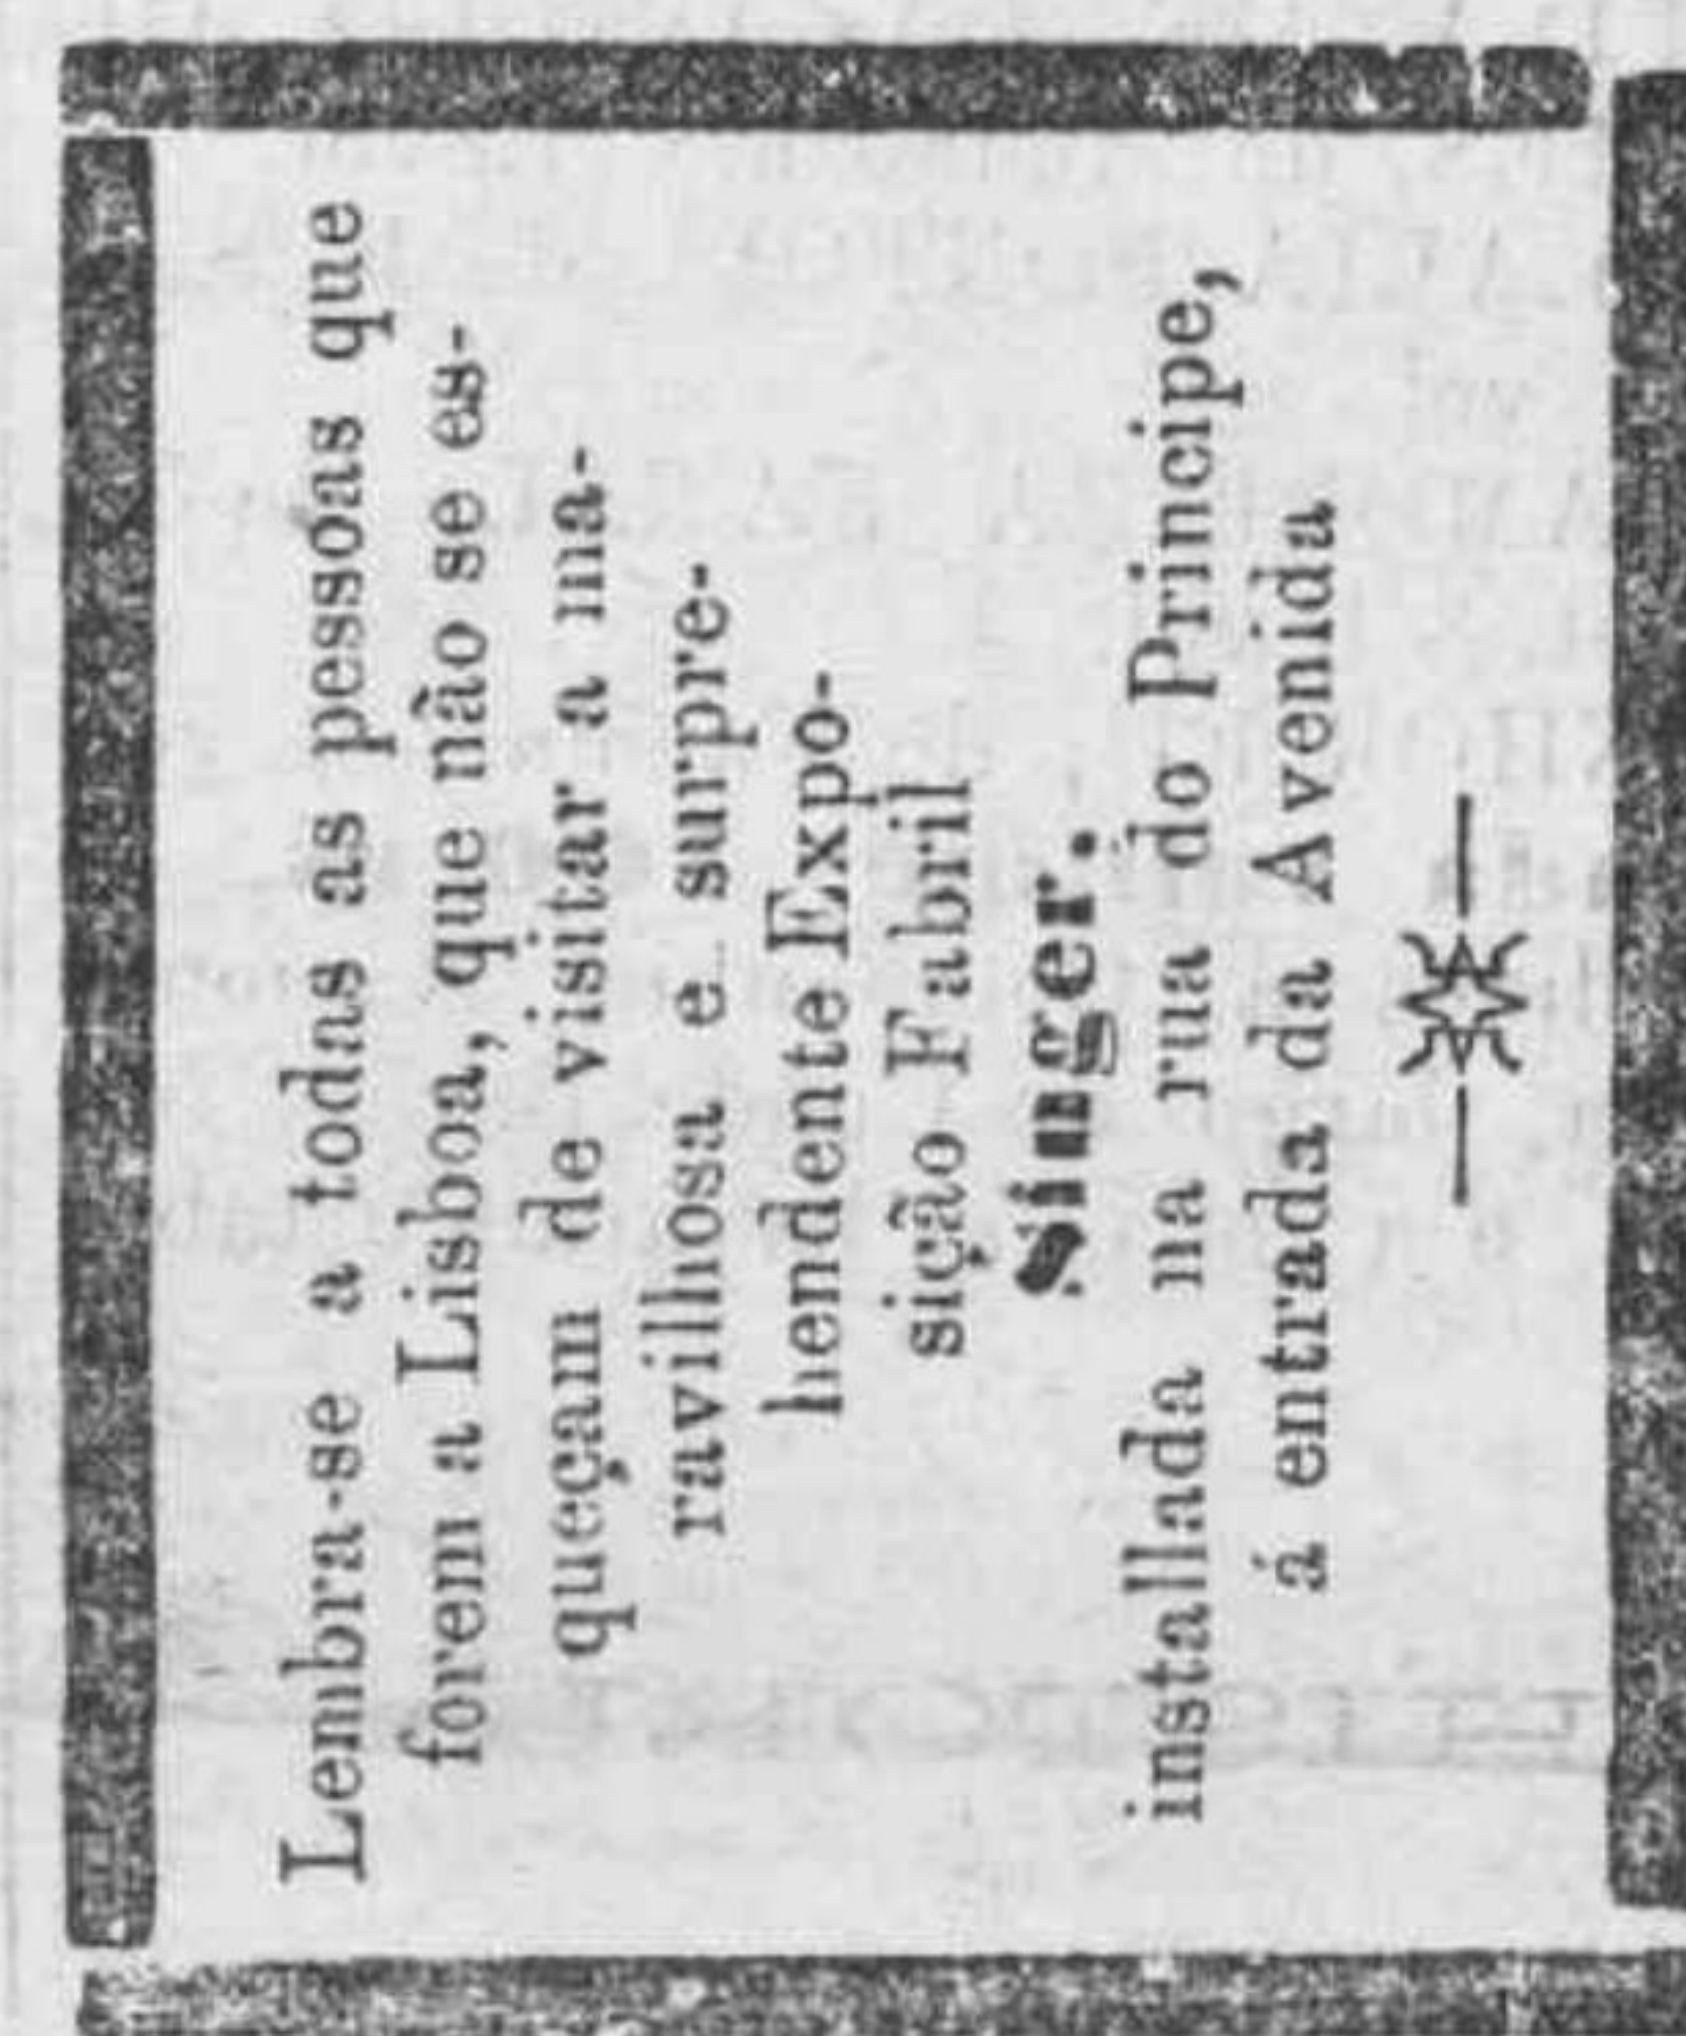 Lembra-se a todas as pessóas que
forem a Lisboa, que não se es-
queçam de visitar a ma-
ravilhosa e surpre-
hendente Expo-
sição Fabril
Singer.
installada na rua do Principe,
á entrada da Avenida